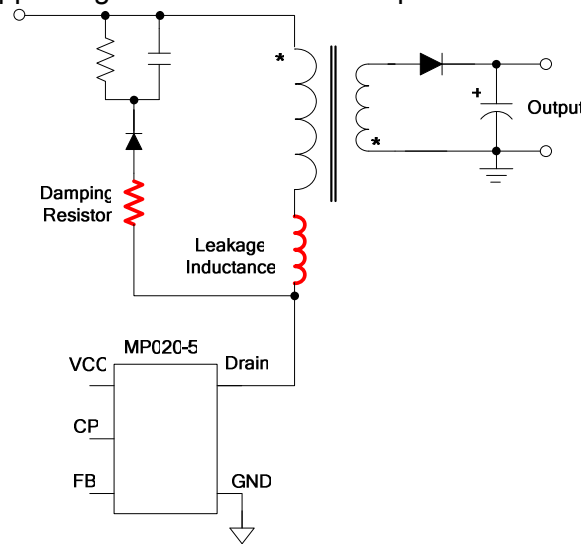 *
+
Output
*
Damping
Resistor
Leakage
Inductance
MP020-5
VCC
Drain
CP
FB
GND